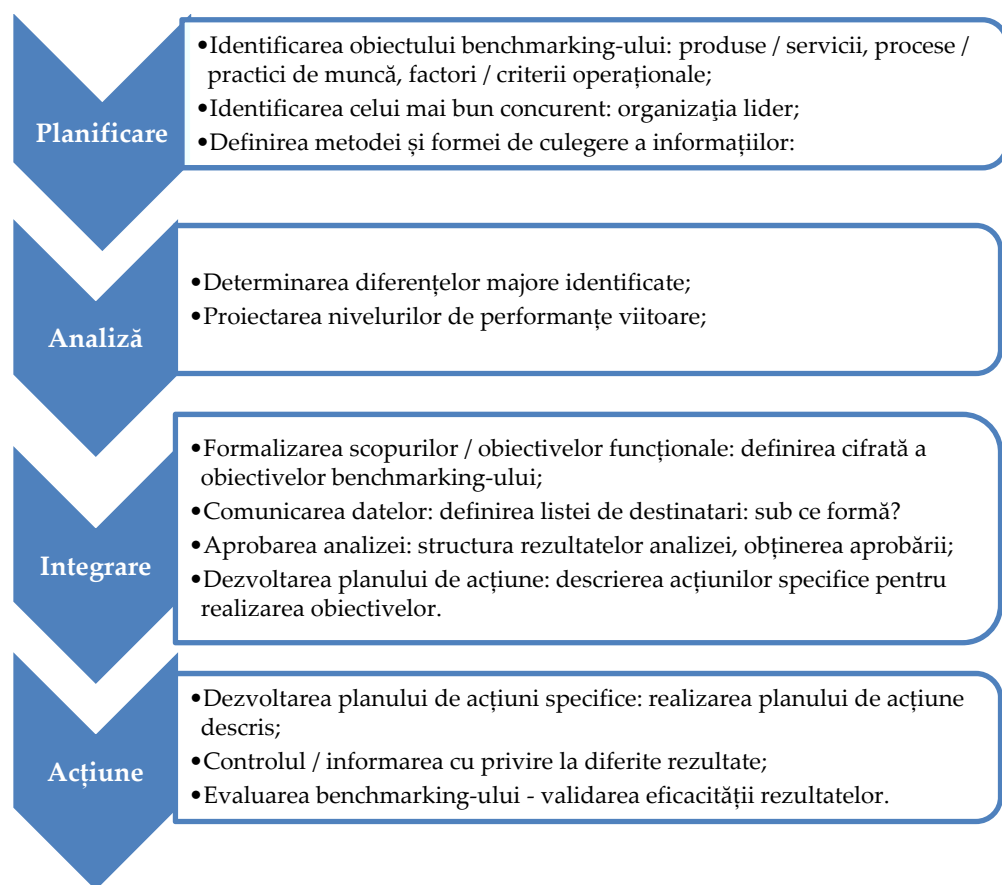 Planificare
•Identificarea obiectului benchmarking-ului: produse / servicii, procese /
practici de muncă, factori / criterii operaționale;
•Identificarea celui mai bun concurent: organizaţia lider;
•Definirea metodei și formei de culegere a informațiilor:
Analiză
•Determinarea diferențelor majore identificate;
•Proiectarea nivelurilor de performanțe viitoare;
Integrare
•Formalizarea scopurilor / obiectivelor funcționale: definirea cifrată a
obiectivelor benchmarking-ului;
•Comunicarea datelor: definirea listei de destinatari: sub ce formă?
•Aprobarea analizei: structura rezultatelor analizei, obținerea aprobării;
•Dezvoltarea planului de acțiune: descrierea acțiunilor specifice pentru
realizarea obiectivelor.
Acțiune
•Dezvoltarea planului de acțiuni specifice: realizarea planului de acțiune
descris;
•Controlul / informarea cu privire la diferite rezultate;
•Evaluarea benchmarking-ului - validarea eficacității rezultatelor.